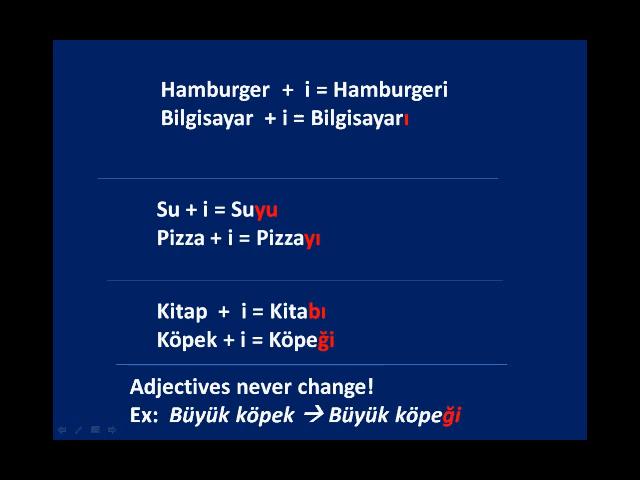 Hamburger + i = Hamburgeri
Bilgisayar + i = Bilgisayarı
Su + i = Suyu
Pizza + i = Pizzayı
Kitap + i = Kitabı
Köpek + i = Köpeği
Adjectives never change!
Ex: Büyük köpek → Büyük köpeği